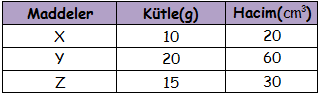 Maddeler Kütle(g) Hacim(cm³)
X 10 20
Y 20 60
Z 15 30